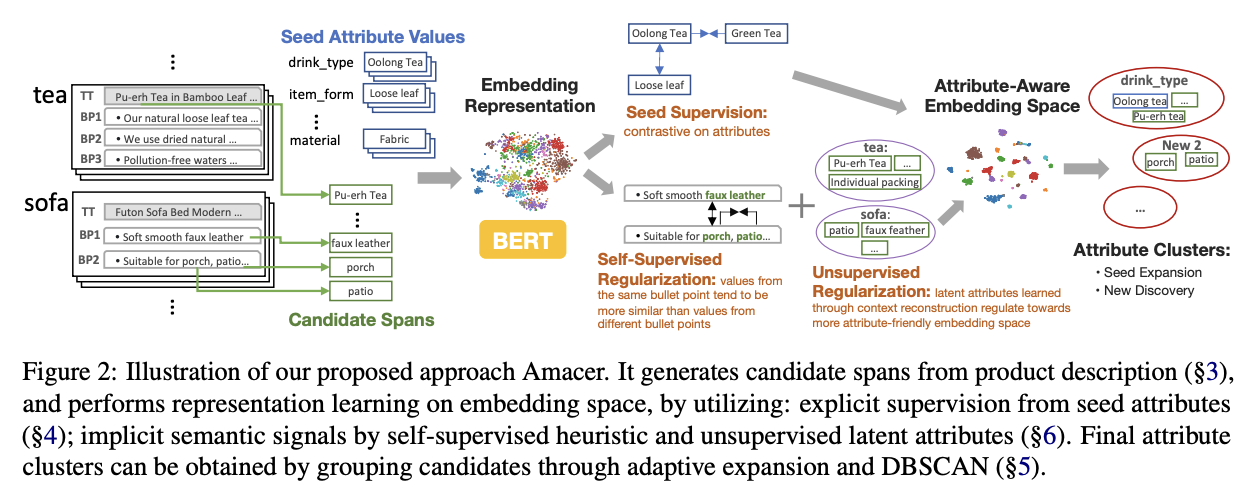 tea
TT
Pu-erh Tea in Bamboo Leaf ...
BP1
• Our natural loose leaf tea ...
BP2
• We use dried natural ...
BP3
• Pollution-free waters ...
sofa
TT
Futon Sofa Bed Modern ...
BP1
• Soft smooth faux leather
BP2
• Suitable for porch, patio...
Seed Attribute Values
drink_type
Oolong Tea
item_form
Loose leaf
material
Fabric
Pu-erh Tea
faux leather
porch
patio
Candidate Spans
Embedding
Representation
BERT
Oolong Tea
Green Tea
Loose leaf
Seed Supervision:
contrastive on attributes
• Soft smooth faux leather
• Suitable for porch, patio...
Self-Supervised
Regularization: values from
the same bullet point tend to be
more similar than values from
different bullet points
+
tea:
Pu-erh Tea
...
Individual packing
sofa:
patio
faux leather
...
Unsupervised
Regularization: latent attributes learned
through context reconstruction regulate towards
more attribute-friendly embedding space
Attribute-Aware
Embedding Space
drink_type
Oolong tea
...
Pu-erh tea
New 2
porch
patio
...
Attribute Clusters:
• Seed Expansion
• New Discovery
Figure 2: Illustration of our proposed approach Amacer. It generates candidate spans from product description (§3),
and performs representation learning on embedding space, by utilizing: explicit supervision from seed attributes
(§4); implicit semantic signals by self-supervised heuristic and unsupervised latent attributes (§6). Final attribute
clusters can be obtained by grouping candidates through adaptive expansion and DBSCAN (§5).